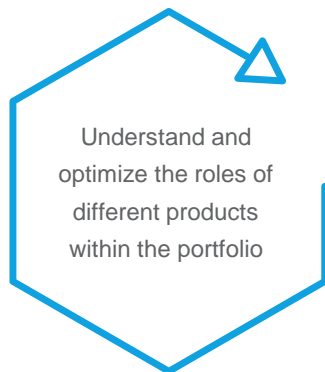 Understand and
optimize the roles of
different products
within the portfolio